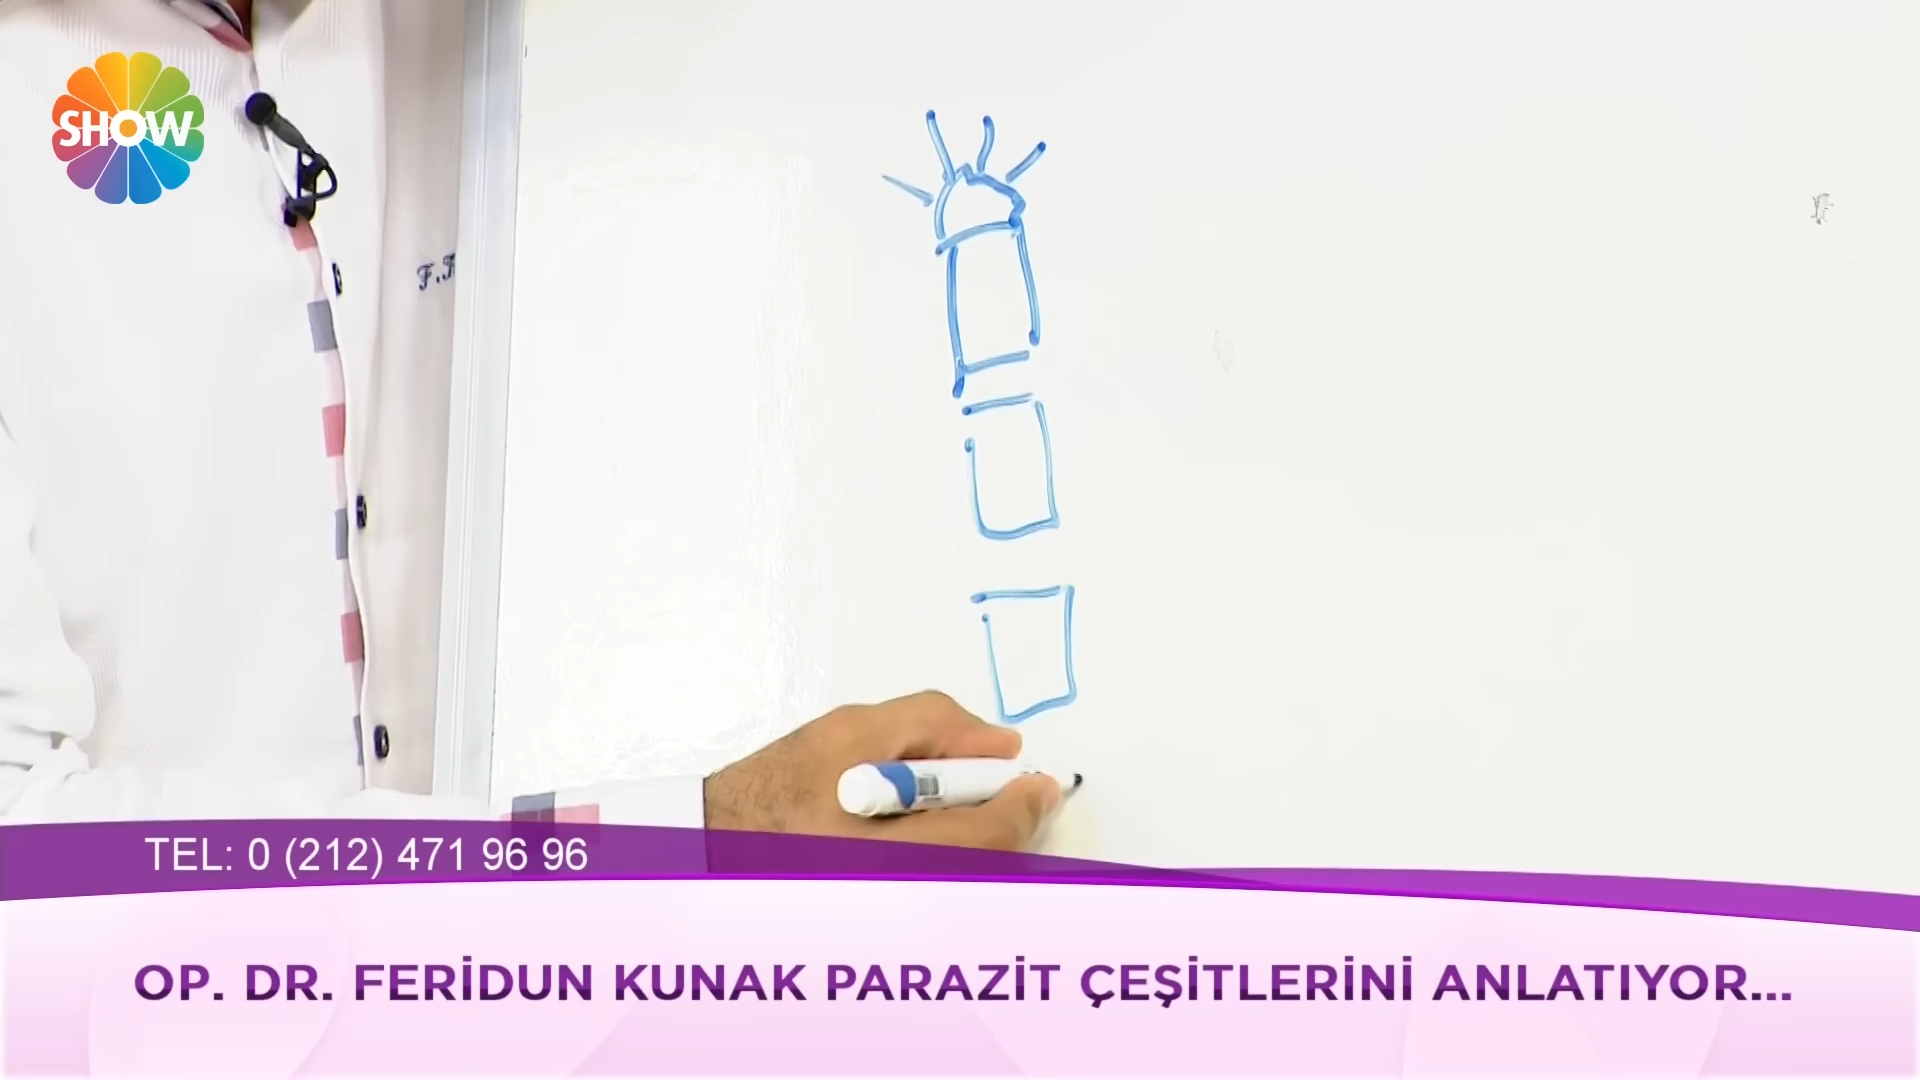 SHOW
F.K
TEL: 0 (212) 471 96 96
OP. DR. FERİDUN KUNAK PARAZİT ÇEŞİTLERİNİ ANLATIYOR...